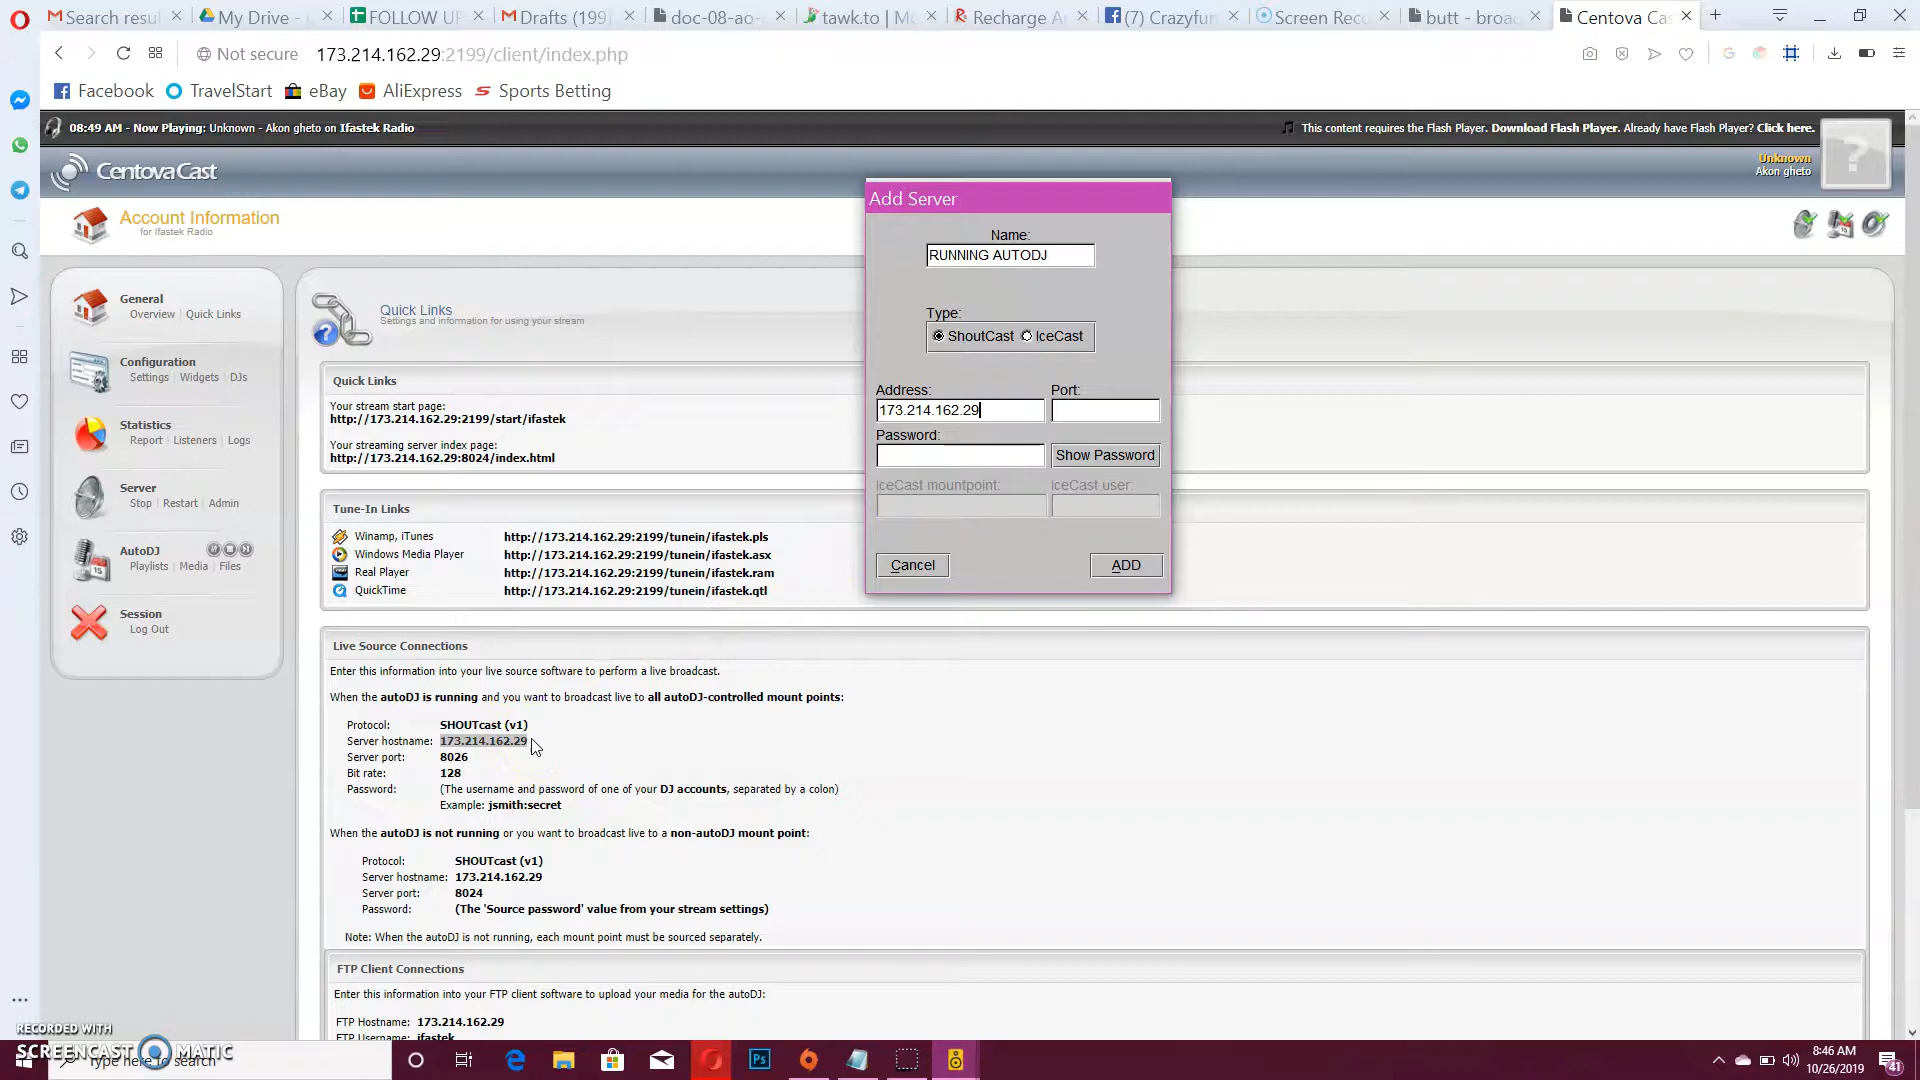 Search resu
My Drive -
FOLLOW UP
Drafts (199
doc-08-ao-
tawk.to | M
Recharge A
(7) Crazyfun
Screen Rec
butt - broa
Centova Cas
Not secure
173.214.162.29:2199/client/index.php
Facebook
TravelStart
eBay
AliExpress
Sports Betting
08:49 AM - Now Playing: Unknown - Akon gheto on Ifastek Radio
This content requires the Flash Player. Download Flash Player. Already have Flash Player? Click here.
CentovaCast
Unknown
Akon gheto
Account Information
for Ifastek Radio
General
Overview | Quick Links
Configuration
Settings | Widgets | DJs
Statistics
Report | Listeners | Logs
Server
Stop | Restart | Admin
AutoDJ
Playlists | Media | Files
Session
Log Out
Quick Links
Settings and information for using your stream
Quick Links
Your stream start page:
http://173.214.162.29:2199/start/ifastek
Your streaming server index page:
http://173.214.162.29:8024/index.html
Tune-In Links
Winamp, iTunes http://173.214.162.29:2199/tunein/ifastek.pls
Windows Media Player http://173.214.162.29:2199/tunein/ifastek.asx
Real Player http://173.214.162.29:2199/tunein/ifastek.ram
QuickTime http://173.214.162.29:2199/tunein/ifastek.qtl
Live Source Connections
Enter this information into your live source software to perform a live broadcast.
When the autoDJ is running and you want to broadcast live to all autoDJ-controlled mount points:
Protocol: SHOUTcast (v1)
Server hostname: 173.214.162.29
Server port: 8026
Bit rate: 128
Password: (The username and password of one of your DJ accounts, separated by a colon)
Example: jsmith:secret
When the autoDJ is not running or you want to broadcast live to a non-autoDJ mount point:
Protocol: SHOUTcast (v1)
Server hostname: 173.214.162.29
Server port: 8024
Password: (The 'Source password' value from your stream settings)
Note: When the autoDJ is not running, each mount point must be sourced separately.
FTP Client Connections
Enter this information into your FTP client software to upload your media for the autoDJ:
FTP Hostname: 173.214.162.29
FTP Username: ifastek
Add Server
Name:
RUNNING AUTODJ
Type:
ShoutCast IceCast
Address: Port:
173.214.162.29
Password:
Show Password
IceCast mountpoint: IceCast user:
Cancel ADD
RECORDED WITH
SCREENCAST MATIC
Type here to search
Ps
8:46 AM
10/26/2019
41